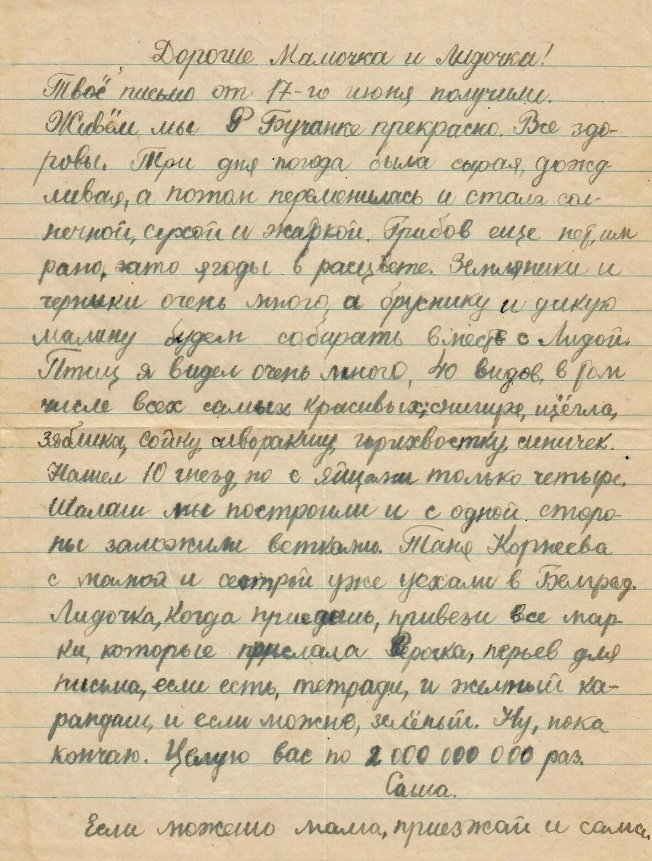 Дорогие Мамочка и Лидочка!
Твоё письмо от 17-го июня получили.
Живём мы в Бучанке прекрасно. Все здо-
ровы. Три дня погода была сырая, дожд-
ливая, а потом переменилась и стала сол-
нечной, сухой и жаркой. Грибов еще нет, им
рано, зато ягоды в расцвете. Земляники и
черники очень много, а бруснику и дикую
малину будем собарать вместе с Лидой.
Птиц я видел очень много, 40 видов, в том
числе всех самых красивых: снигиря, щёгла,
зяблика, сойку, сиворакшу, горихвостку, синичек.
Нашел 10 гнезд, но с яйцами только четыре.
Шалаш мы построили и с одной сторо-
ны заложили ветками. Таня Корнеева
с мамой и сестрой уже уехали в Белград.
Лидочка, когда приедешь, привези все мар-
ки, которые прислала Верочка, перьев для
письма, если есть, тетради, и желтый ка-
рандаш, и если можно, зелёный. Ну, пока
кончаю. Целую вас по 2 000 000 000 раз.
Саша.
Если можешь мама, приезжай и сама.